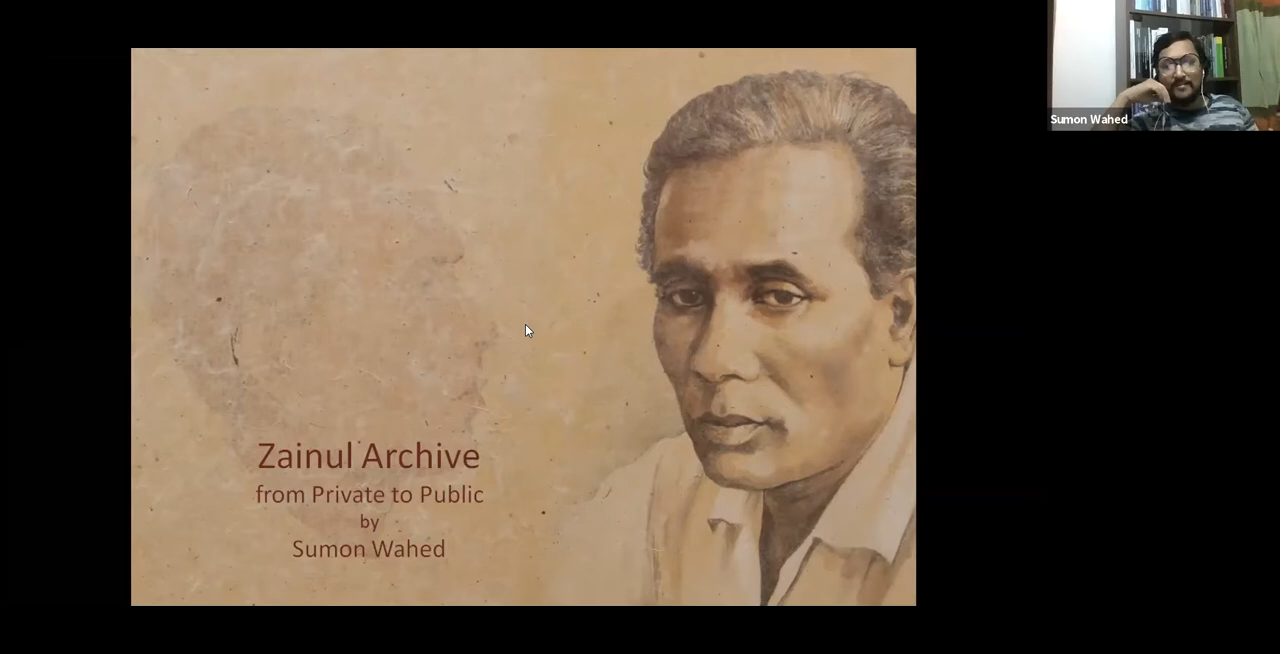 Zainul Archive
from Private to Public
by
Sumon Wahed
Sumon Wahed